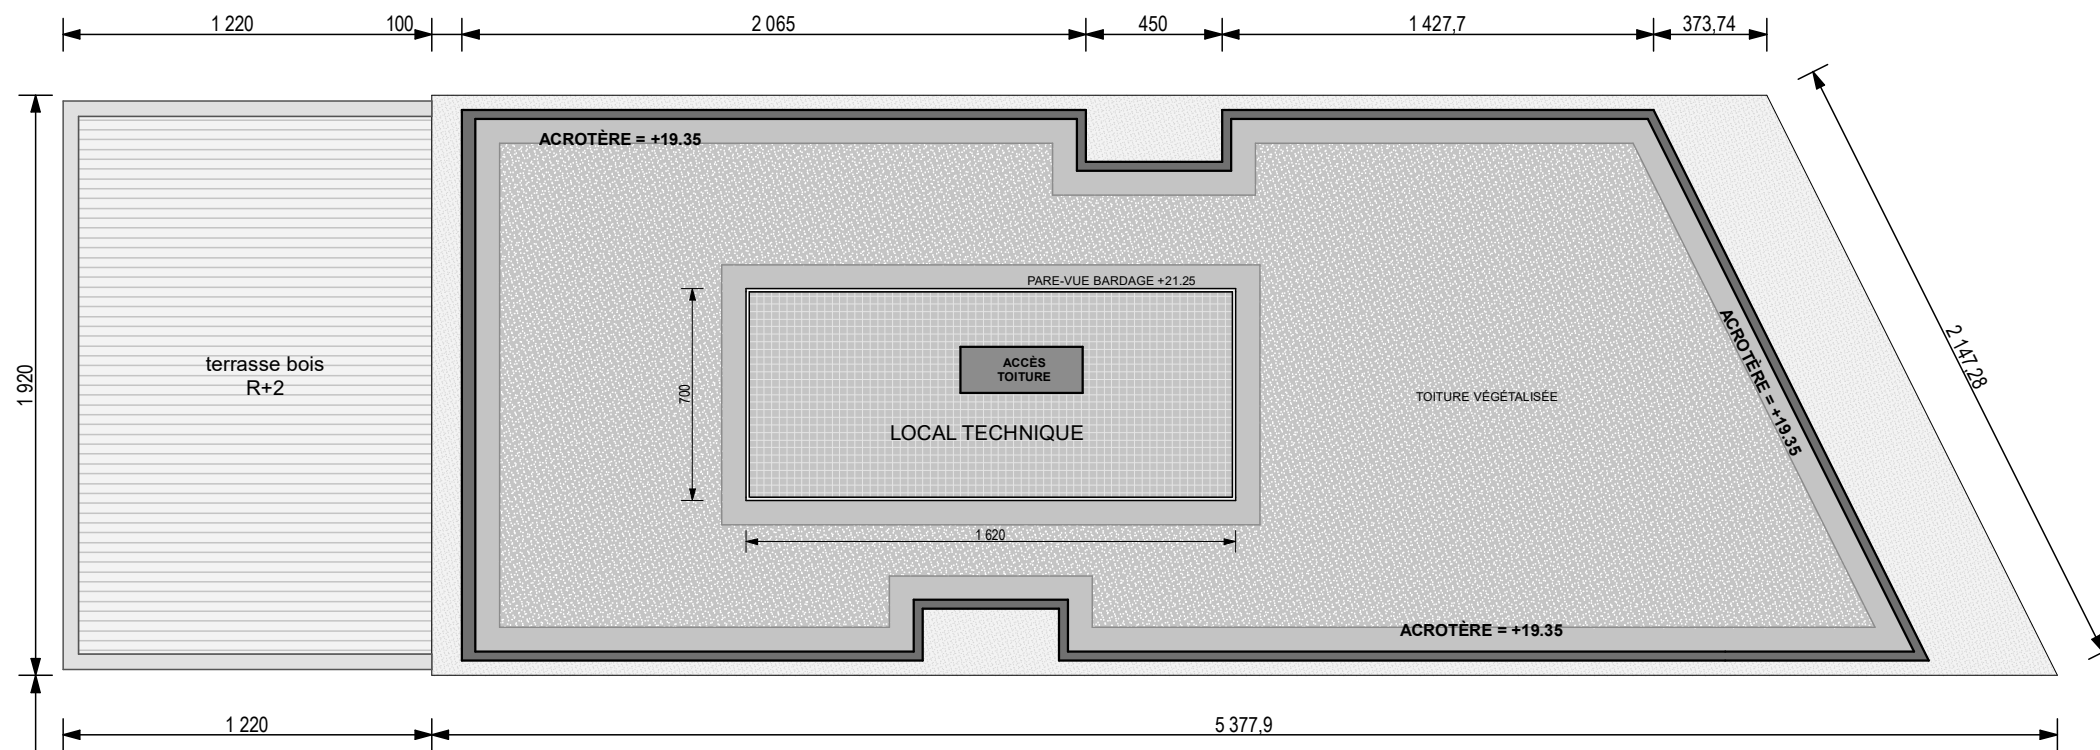 1 220
100
2 065
450
1 427,7
373,74
ACROTÈRE = +19.35
PARE-VUE BARDAGE +21.25
ACROTÈRE = +19.35
2 147,28
terrasse bois
R+2
1 920
700
ACCÈS
TOITURE
LOCAL TECHNIQUE
TOITURE VÉGÉTALISÉE
1 620
ACROTÈRE = +19.35
1 220
5 377,9